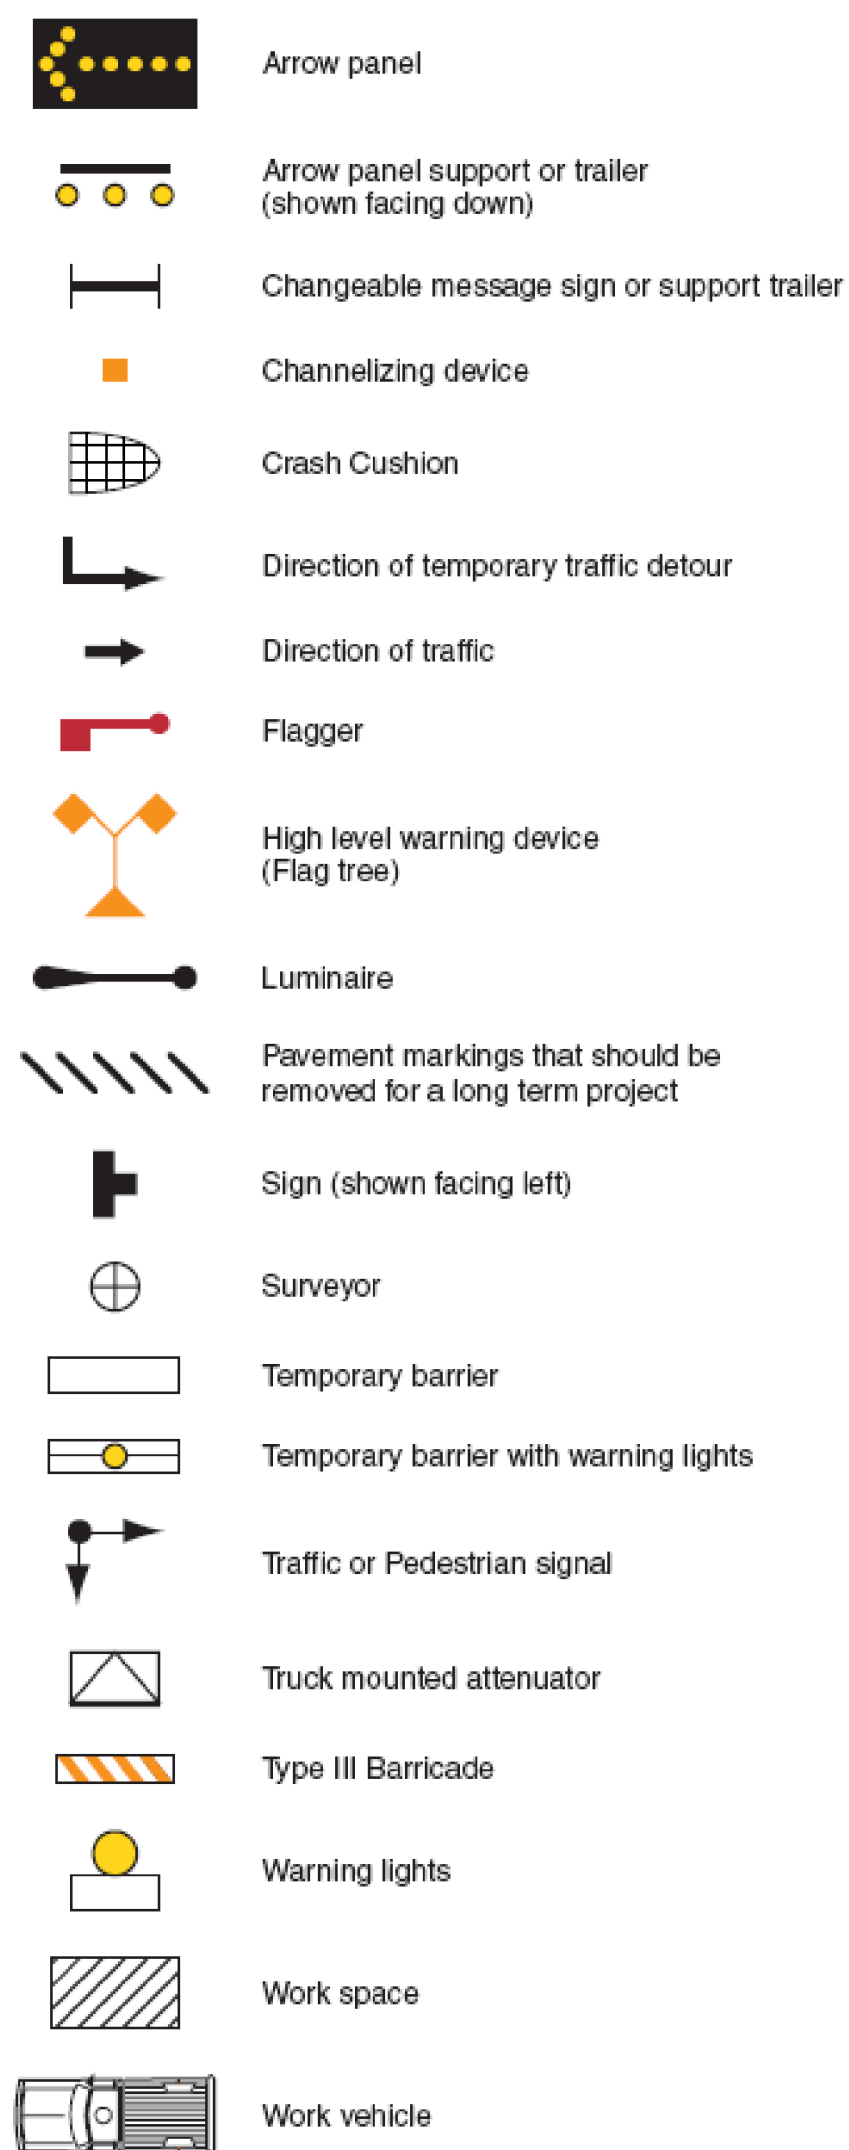 Arrow panel
Arrow panel support or trailer
(shown facing down)
Changeable message sign or support trailer
Channelizing device
Crash Cushion
Direction of temporary traffic detour
Direction of traffic
Flagger
High level warning device
(Flag tree)
Luminaire
Pavement markings that should be
removed for a long term project
Sign (shown facing left)
Surveyor
Temporary barrier
Temporary barrier with warning lights
Traffic or Pedestrian signal
Truck mounted attenuator
Type III Barricade
Warning lights
Work space
Work vehicle